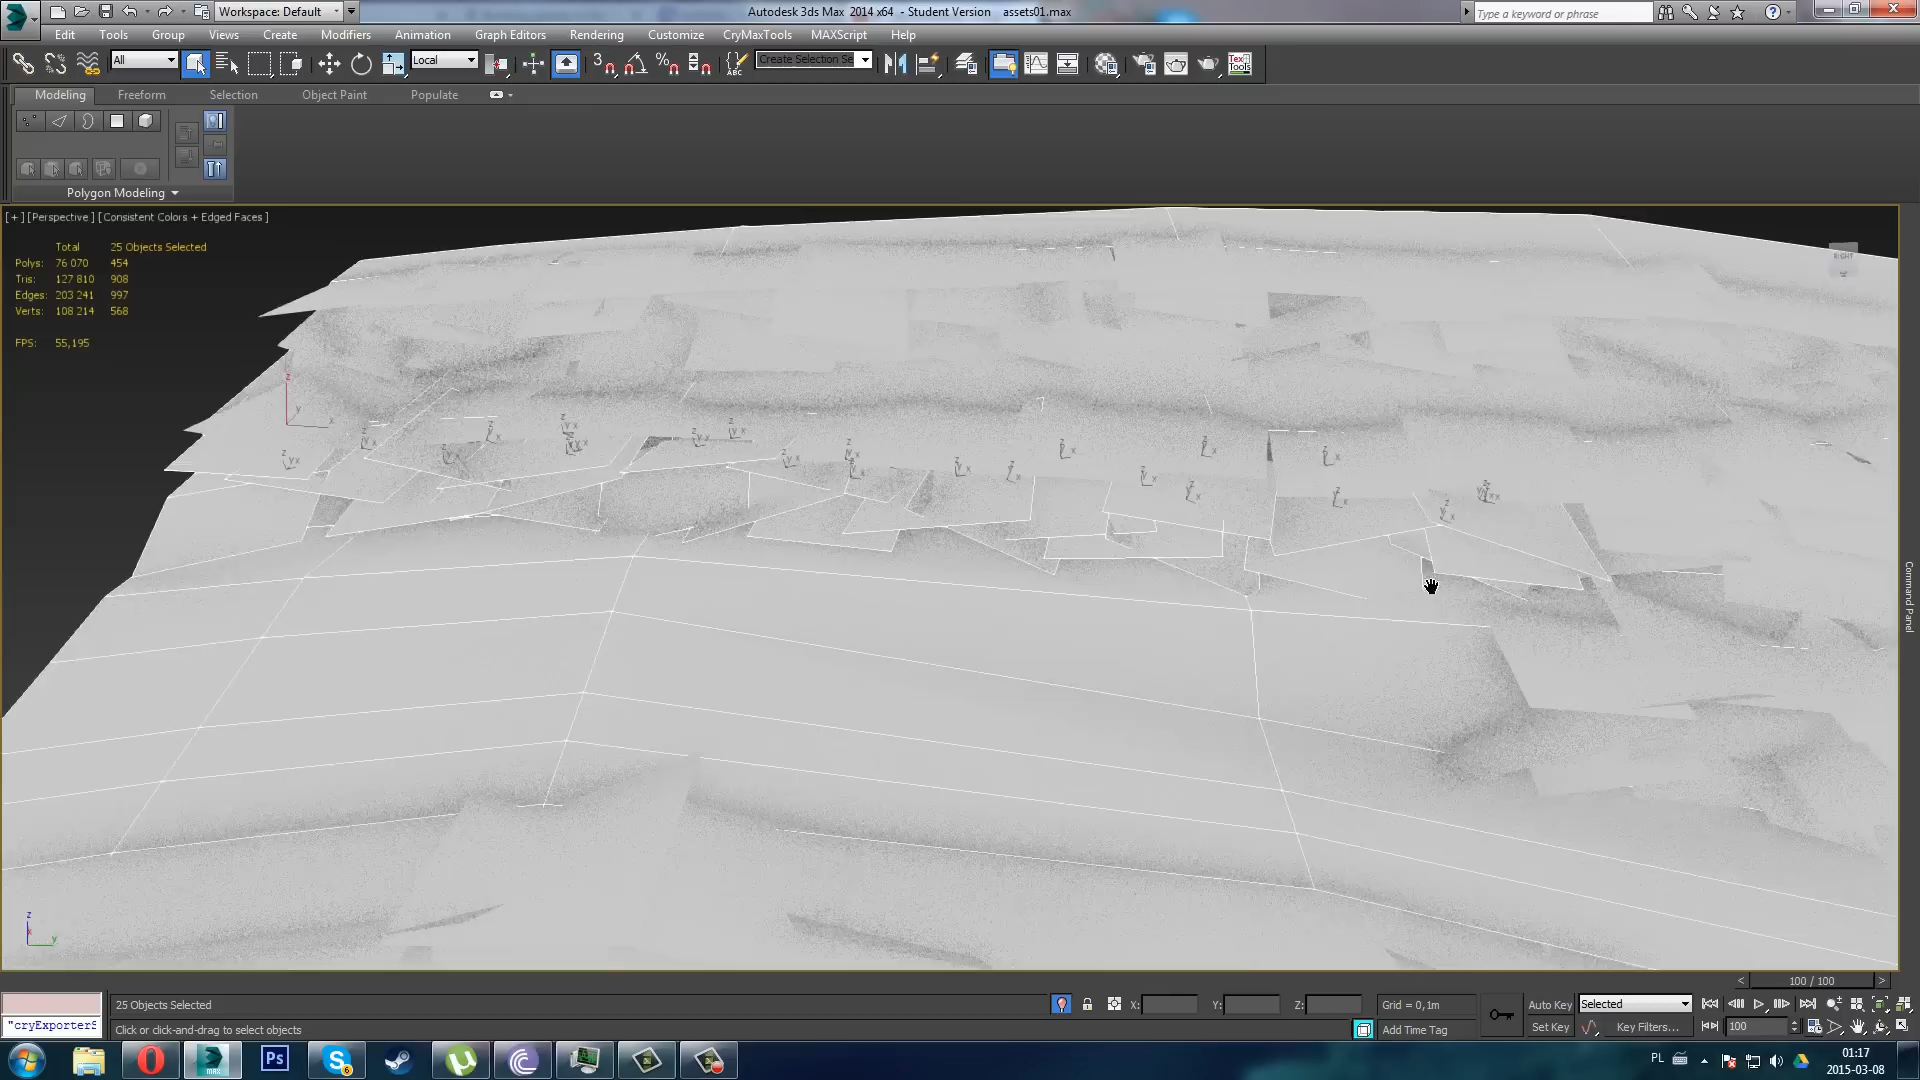 Workspace: Default
Autodesk 3ds Max 2014 x64 - Student Version assets01.max
Type a keyword or phrase
Edit Tools Group Views Create Modifiers Animation Graph Editors Rendering Customize CryMaxTools MAXScript Help
All
Local
Create Selection Se
Modeling Freeform Selection Object Paint Populate
Polygon Modeling
[ + ] [ Perspective ] [ Consistent Colors + Edged Faces ]
Total 25 Objects Selected
Polys: 76 070 454
Tris: 127 810 908
Edges: 203 241 997
Verts: 108 214 568
FPS: 55,195
RIGHT
Command Panel
100 / 100
25 Objects Selected
X: Y: Z: Grid = 0,1m
Auto Key Selected
"cryExporterS
Click or click-and-drag to select objects
Add Time Tag
Set Key Key Filters... 100
PL
01:17
2015-03-08